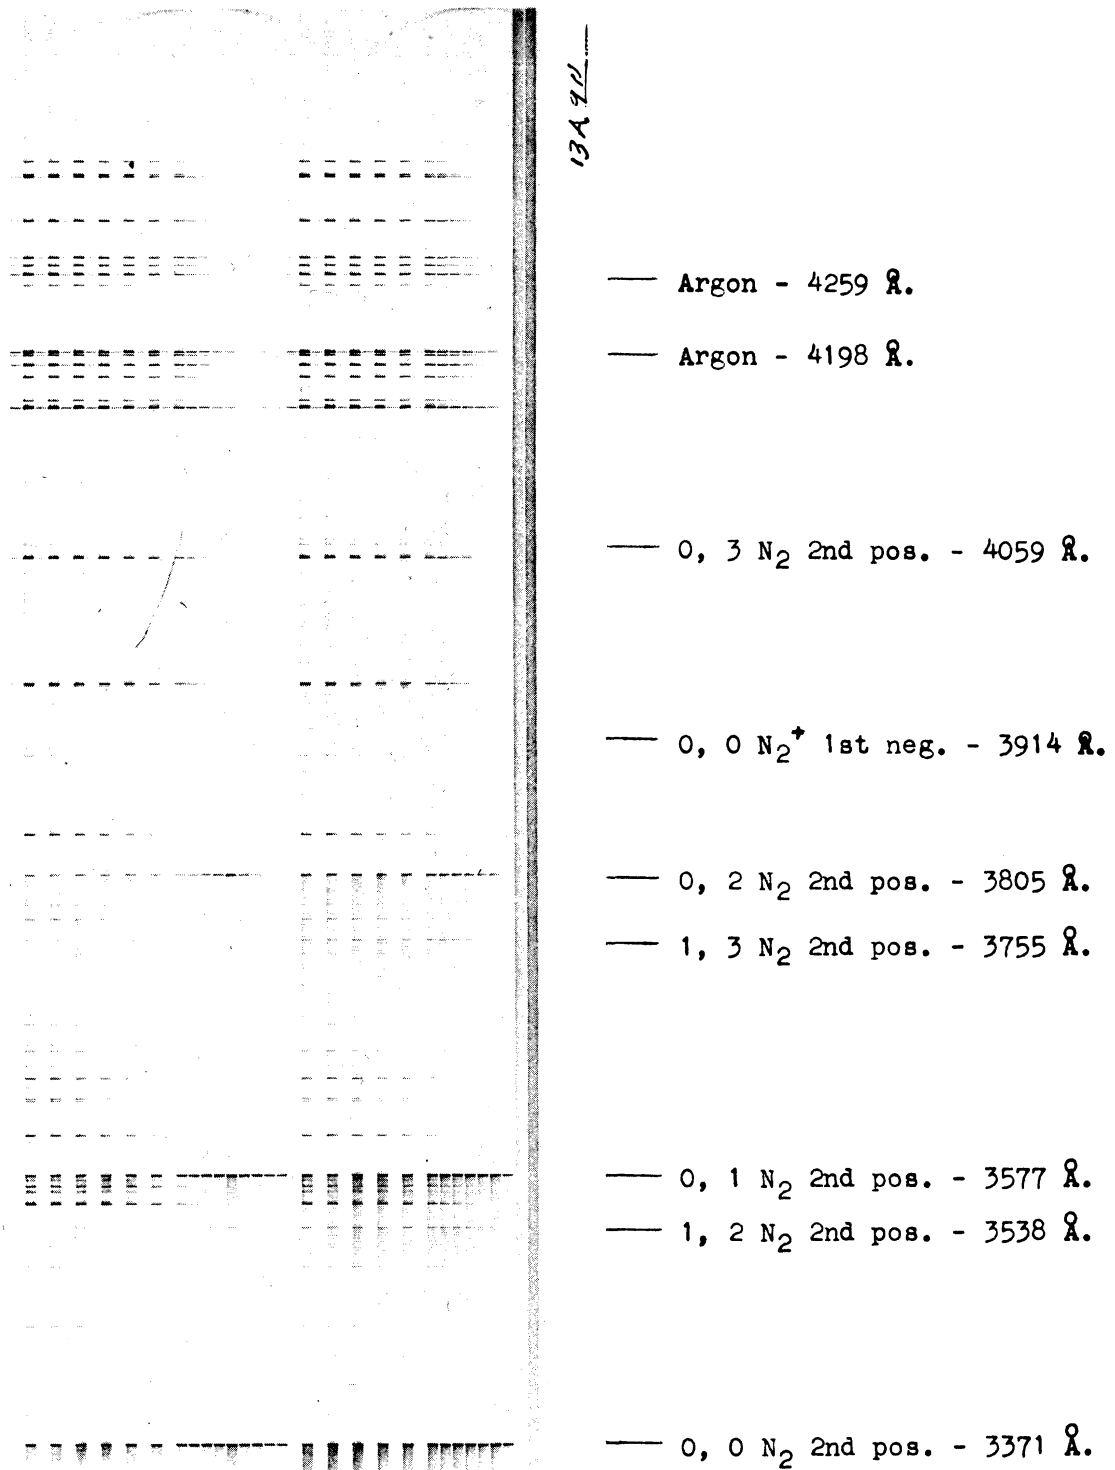 13A 9N
Argon - 4259 Å.
Argon - 4198 Å.
0, 3 N₂ 2nd pos. - 4059 Å.
0, 0 N₂⁺ 1st neg. - 3914 Å.
0, 2 N₂ 2nd pos. - 3805 Å.
1, 3 N₂ 2nd pos. - 3755 Å.
0, 1 N₂ 2nd pos. - 3577 Å.
1, 2 N₂ 2nd pos. - 3538 Å.
0, 0 N₂ 2nd pos. - 3371 Å.